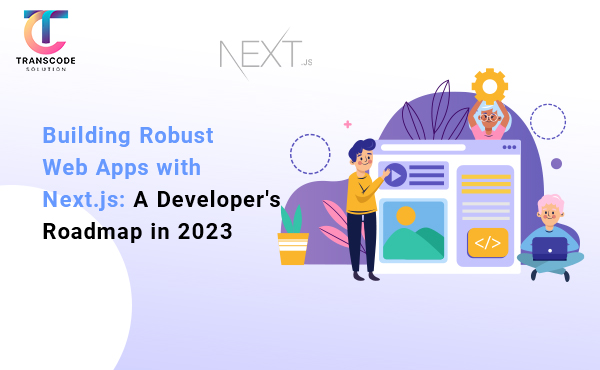 TRANSCODE
SOLUTION
NEXT.JS
Building Robust
Web Apps with
Next.js: A Developer's
Roadmap in 2023
</>